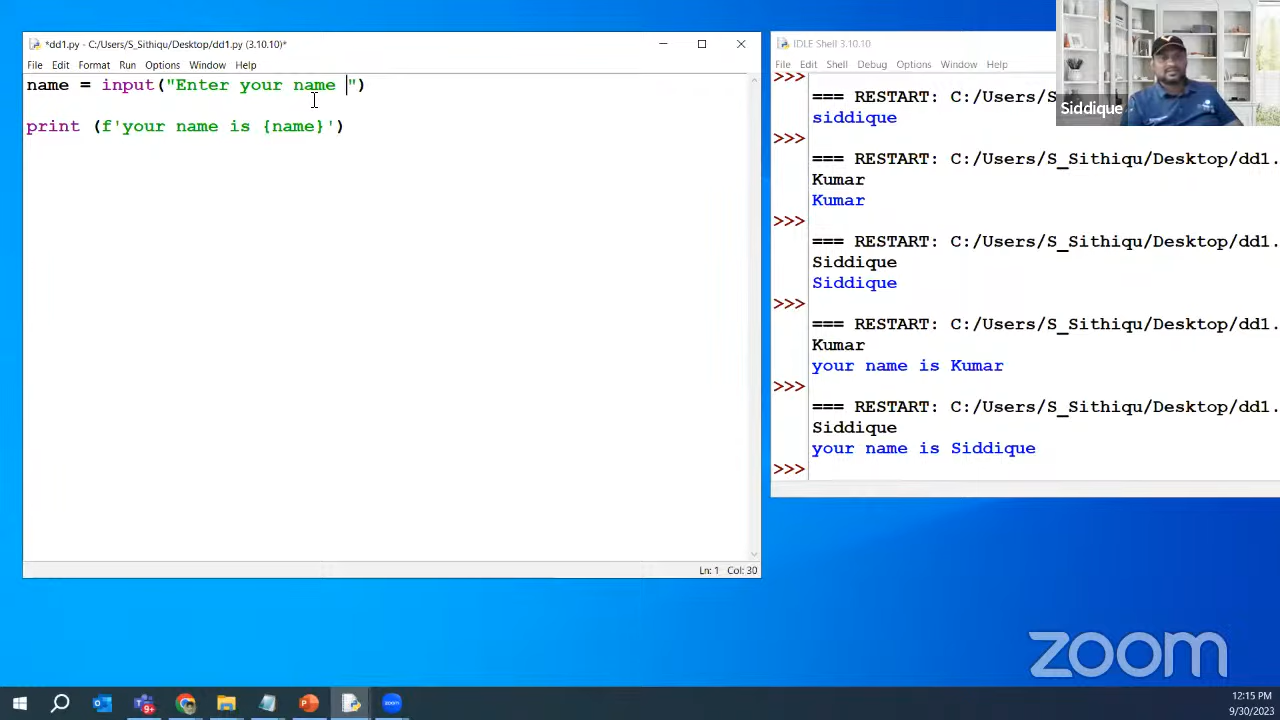 *dd1.py - C:/Users/S_Sithiqu/Desktop/dd1.py (3.10.10)*
File Edit Format Run Options Window Help
name = input("Enter your name ")
print (f'your name is {name}')
Ln: 1 Col: 30
IDLE Shell 3.10.10
File Edit Shell Debug Options Window Help
>>>
=== RESTART: C:/Users/S
siddique
>>>
=== RESTART: C:/Users/S_Sithiqu/Desktop/dd1.
Kumar
Kumar
>>>
=== RESTART: C:/Users/S_Sithiqu/Desktop/dd1.
Siddique
Siddique
>>>
=== RESTART: C:/Users/S_Sithiqu/Desktop/dd1.
Kumar
your name is Kumar
>>>
=== RESTART: C:/Users/S_Sithiqu/Desktop/dd1.
Siddique
your name is Siddique
>>>
Siddique
zoom
zoom
12:15 PM
9/30/2023